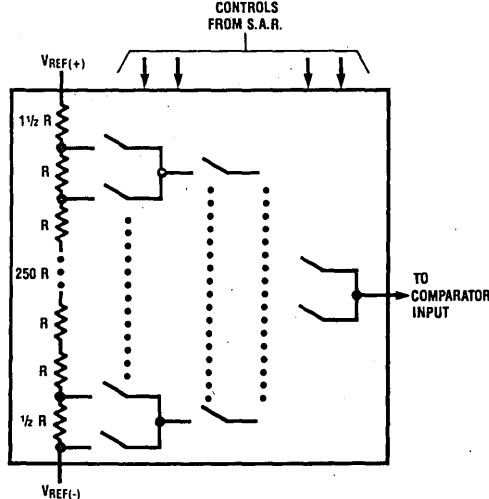 CONTROLS
FROM S.A.R.
VREF(+)
1½ R
R
R
250 R
R
R
½ R
TO
COMPARATOR
INPUT
VREF(-)